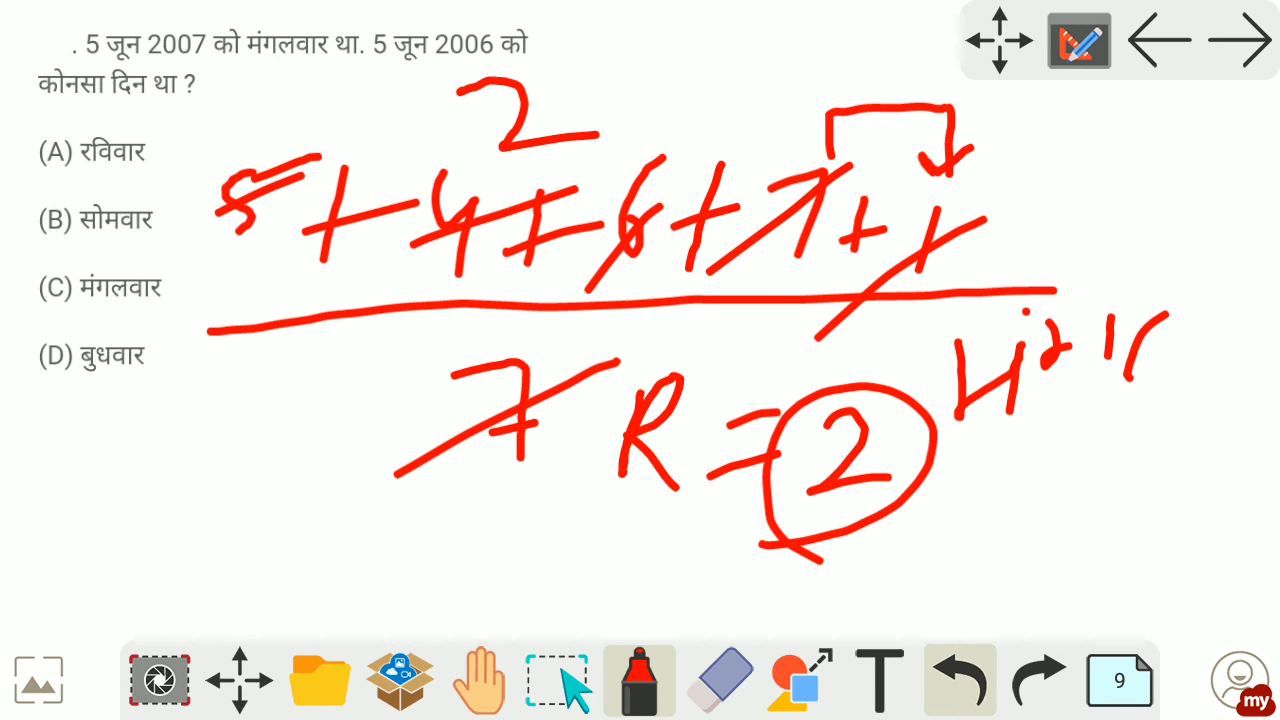 . 5 जून 2007 को मंगलवार था. 5 जून 2006 को
कोनसा दिन था ?
(A) रविवार
(B) सोमवार
(C) मंगलवार
(D) बुधवार
2
5 + 4 + 6 + 7 + 1
7
R = 2
9
my